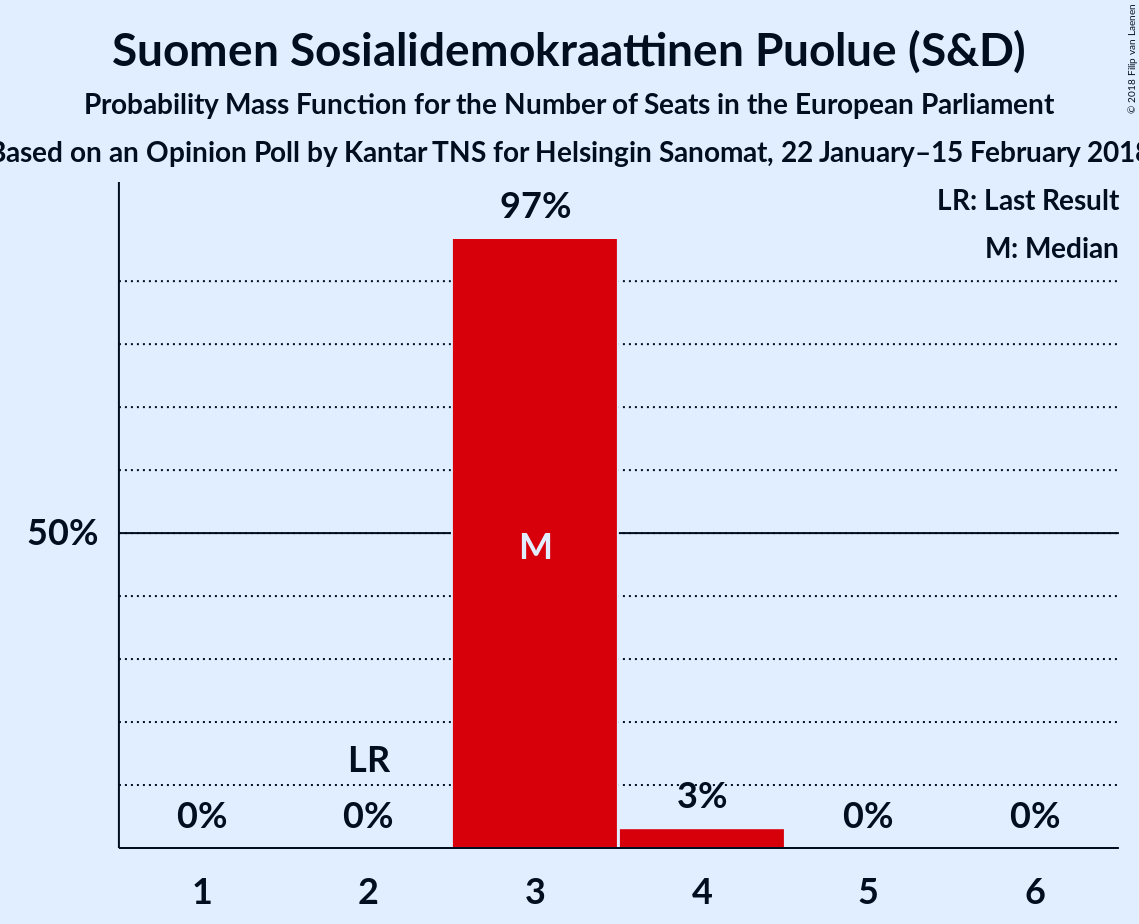 Suomen Sosialidemokraattinen Puolue (S&D)
Probability Mass Function for the Number of Seats in the European Parliament
Based on an Opinion Poll by Kantar TNS for Helsingin Sanomat, 22 January–15 February 2018
© 2018 Filip van Laenen
LR: Last Result
M: Median
97%
50%
M
LR
3%
0% 0% 0% 0%
1 2 3 4 5 6